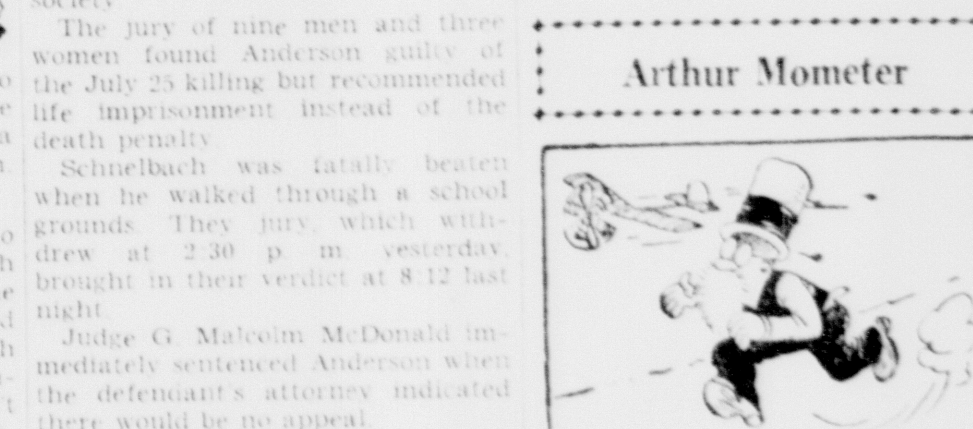 society.
The jury of nine men and three
women found Anderson guilty of
the July 25 killing but recommended
life imprisonment instead of the
death penalty.
Schnelbach was fatally beaten
when he walked through a school
grounds. They jury, which with-
drew at 2:30 p. m. yesterday,
brought in their verdict at 8:12 last
night.
Judge G. Malcolm McDonald im-
mediately sentenced Anderson when
the defendant's attorney indicated
there would be no appeal.
Arthur Mometer